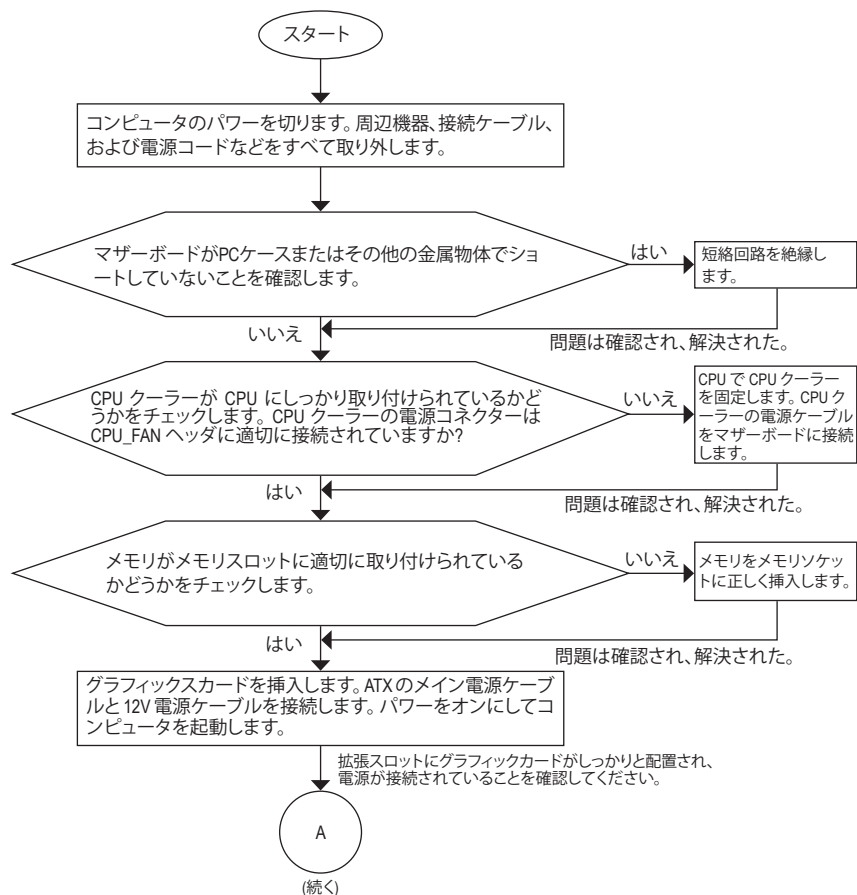 スタート
コンピュータのパワーを切ります。周辺機器、接続ケーブル、
および電源コードなどをすべて取り外します。
マザーボードがPCケースまたはその他の金属物体でショ
ートしていないことを確認します。
はい
短絡回路を絶縁し
ます。
いいえ
問題は確認され、解決された。
CPU クーラーが CPU にしっかり取り付けられているかど
うかをチェックします。CPU クーラーの電源コネクターは
CPU_FAN ヘッダに適切に接続されていますか?
いいえ
CPU で CPU クーラー
を固定します。CPU ク
ーラーの電源ケーブル
をマザーボードに接続
します。
はい
問題は確認され、解決された。
メモリがメモリスロットに適切に取り付けられている
かどうかをチェックします。
いいえ
メモリをメモリソケッ
トに正しく挿入します。
はい
問題は確認され、解決された。
グラフィックスカードを挿入します。ATXのメイン電源ケーブ
ルと12V電源ケーブルを接続します。パワーをオンにしてコ
ンピュータを起動します。
拡張スロットにグラフィックカードがしっかりと配置され、
電源が接続されていることを確認してください。
A
(続く)